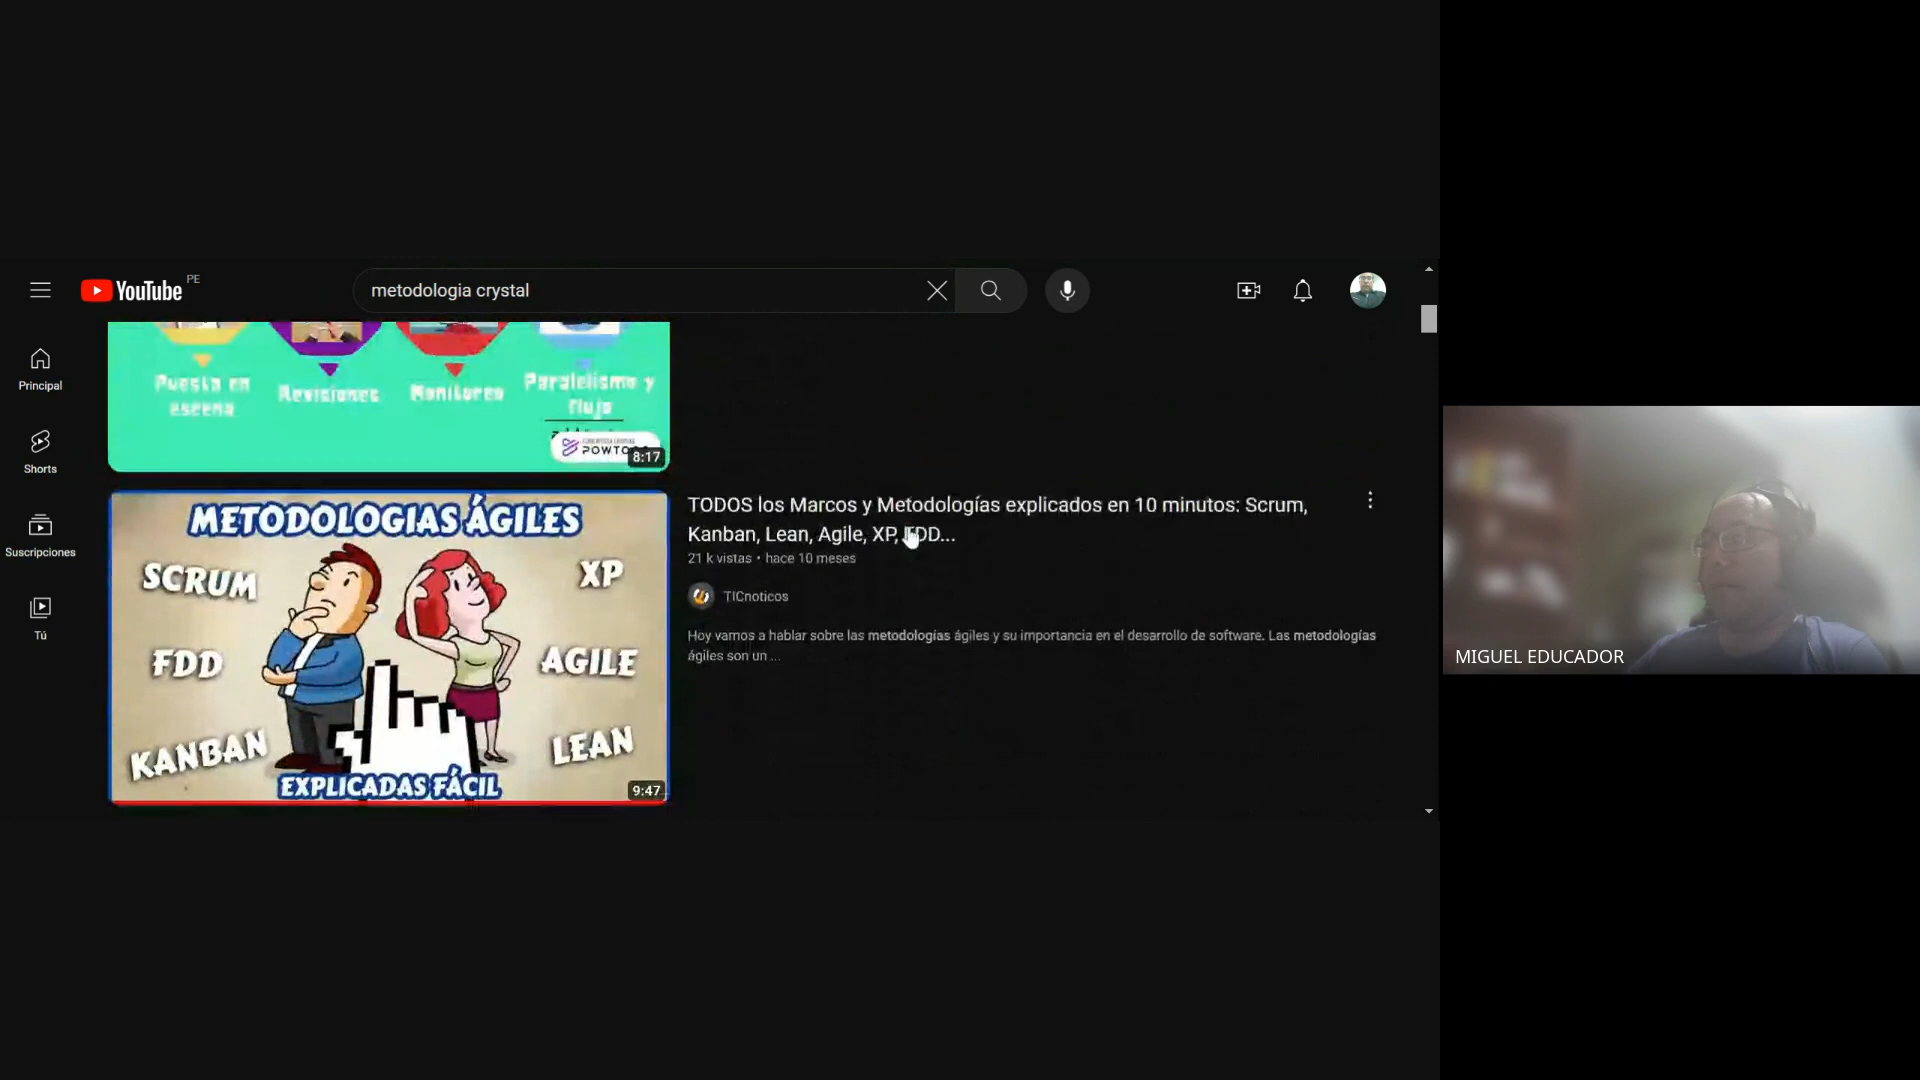 YouTube PE
metodologia crystal
Principal
Shorts
Suscripciones
Tú
Puesta en
escena
Revisiones
Monitoreo
Paralelismo y
flujo
POWTO
8:17
METODOLOGIAS ÁGILES
SCRUM
XP
FDD
AGILE
KANBAN
LEAN
EXPLICADAS FÁCIL
9:47
TODOS los Marcos y Metodologías explicados en 10 minutos: Scrum,
Kanban, Lean, Agile, XP, FDD...
21 k vistas • hace 10 meses
TICnoticos
Hoy vamos a hablar sobre las metodologias ágiles y su importancia en el desarrollo de software. Las metodologías
ágiles son un ...
MIGUEL EDUCADOR